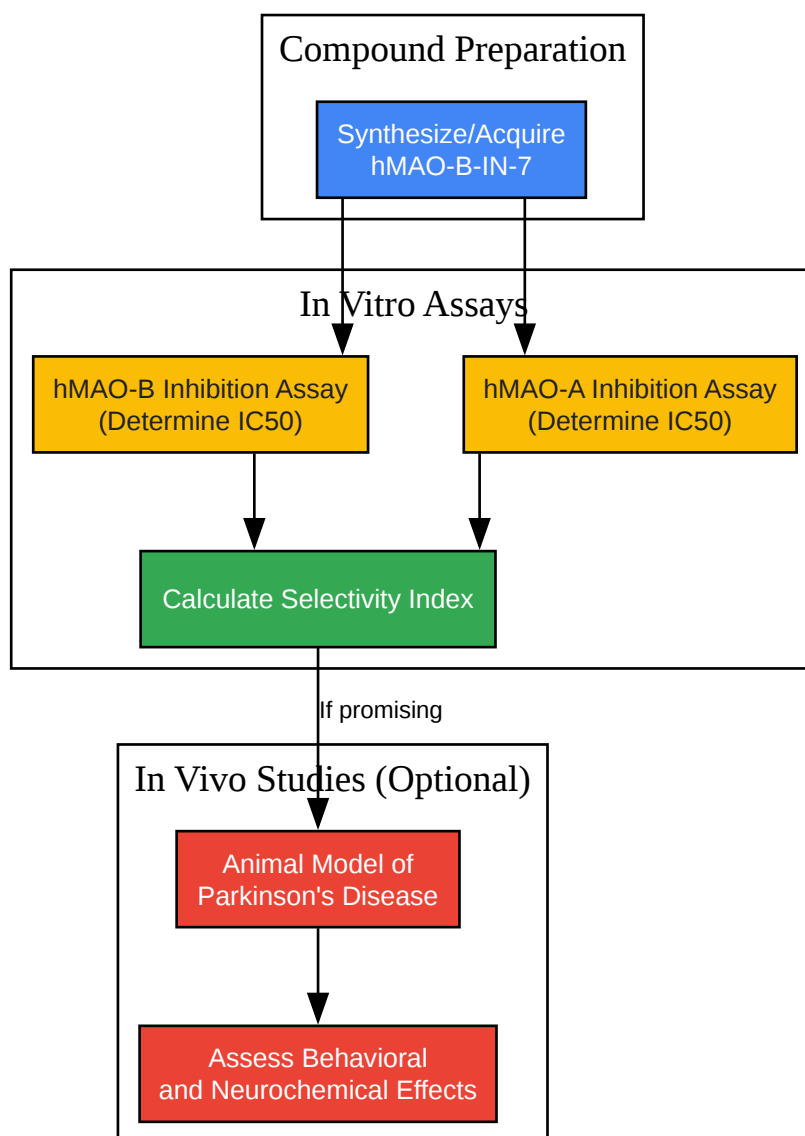 Compound Preparation
Synthesize/Acquire
hMAO-B-IN-7
In Vitro Assays
hMAO-B Inhibition Assay
(Determine IC50)
hMAO-A Inhibition Assay
(Determine IC50)
Calculate Selectivity Index
If promising
In Vivo Studies (Optional)
Animal Model of
Parkinson's Disease
Assess Behavioral
and Neurochemical Effects